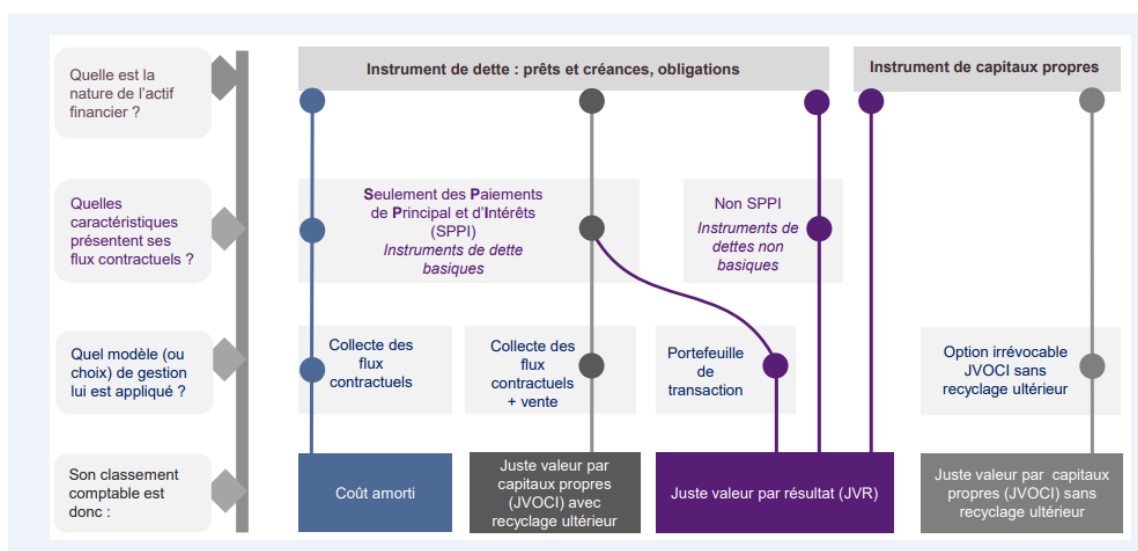 Quelle est la
nature de l'actif
financier ?
Instrument de dette : prêts et créances, obligations
Instrument de capitaux propres
Quelles
caractéristiques
présentent ses
flux contractuels ?
Seulement des Paiements
de Principal et d'Intérêts
(SPPI)
Instruments de dette
basiques
Non SPPI
Instruments de
dettes non
basiques
Quel modèle (ou
choix) de gestion
lui est appliqué ?
Collecte des
flux
contractuels
Collecte des
flux
contractuels
+ vente
Portefeuille
de
transaction
Option irrévocable
JVOCI sans
recyclage ultérieur
Son classement
comptable est
donc :
Coût amorti
Juste valeur par
capitaux propres
(JVOCI) avec
recyclage ultérieur
Juste valeur par résultat (JVR)
Juste valeur par capitaux
propres (JVOCI) sans
recyclage ultérieur